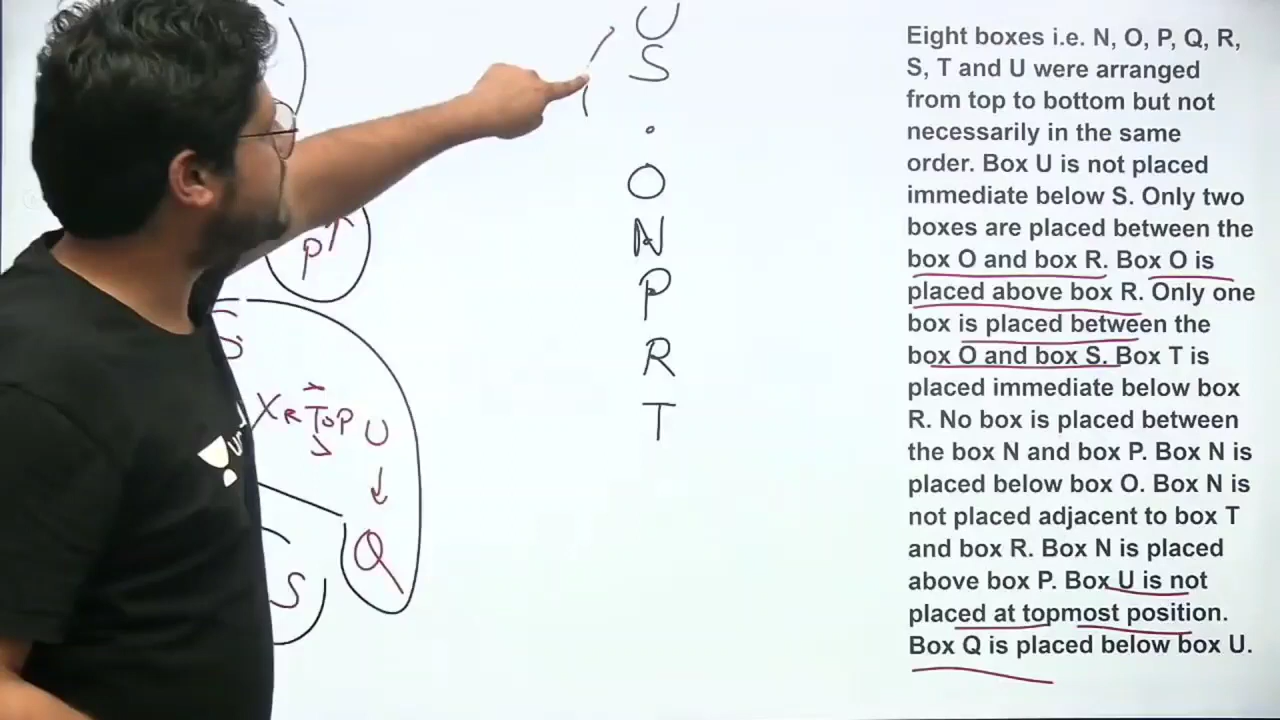 U
S
.
O
N
P
R
T
P
S
X R TOP U
Q
S
Eight boxes i.e. N, O, P, Q, R,
S, T and U were arranged
from top to bottom but not
necessarily in the same
order. Box U is not placed
immediate below S. Only two
boxes are placed between the
box O and box R. Box O is
placed above box R. Only one
box is placed between the
box O and box S. Box T is
placed immediate below box
R. No box is placed between
the box N and box P. Box N is
placed below box O. Box N is
not placed adjacent to box T
and box R. Box N is placed
above box P. Box U is not
placed at topmost position.
Box Q is placed below box U.